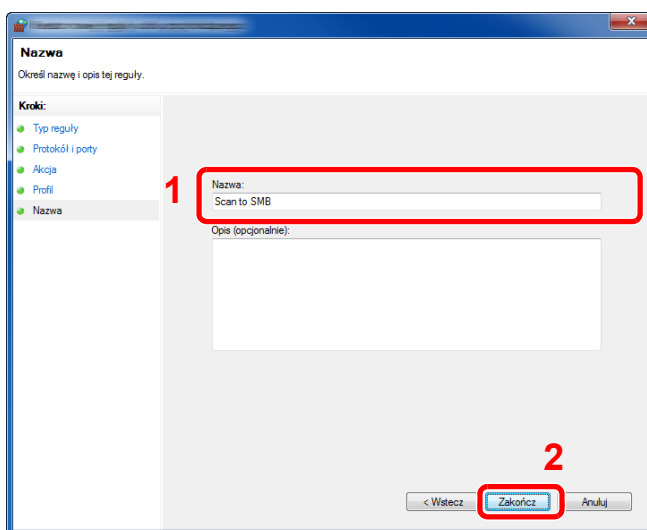 Nazwa
Określ nazwę i opis tej reguły.
Kroki:
Typ reguły
Protokół i porty
Akcja
Profil
Nazwa
1
Nazwa:
Scan to SMB
Opis (opcjonalnie):
2
< Wstecz Zakończ Anuluj